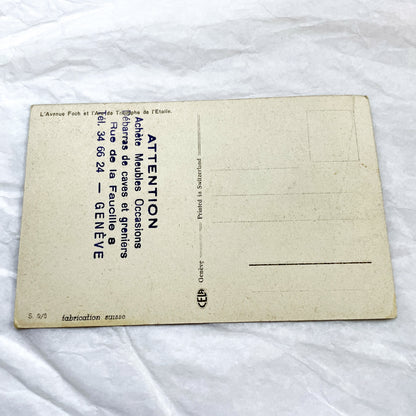 L'Avenue Foch et l'Arc de Triomphe de l'Etoile.
ATTENTION
Achète Meubles Occasions
Débarras de caves et greniers
Rue de la Faucille 8
Tél. 34 66 24 — GENÈVE
CELA Genève Printed in Switzerland
S. 9/3 fabrication suisse